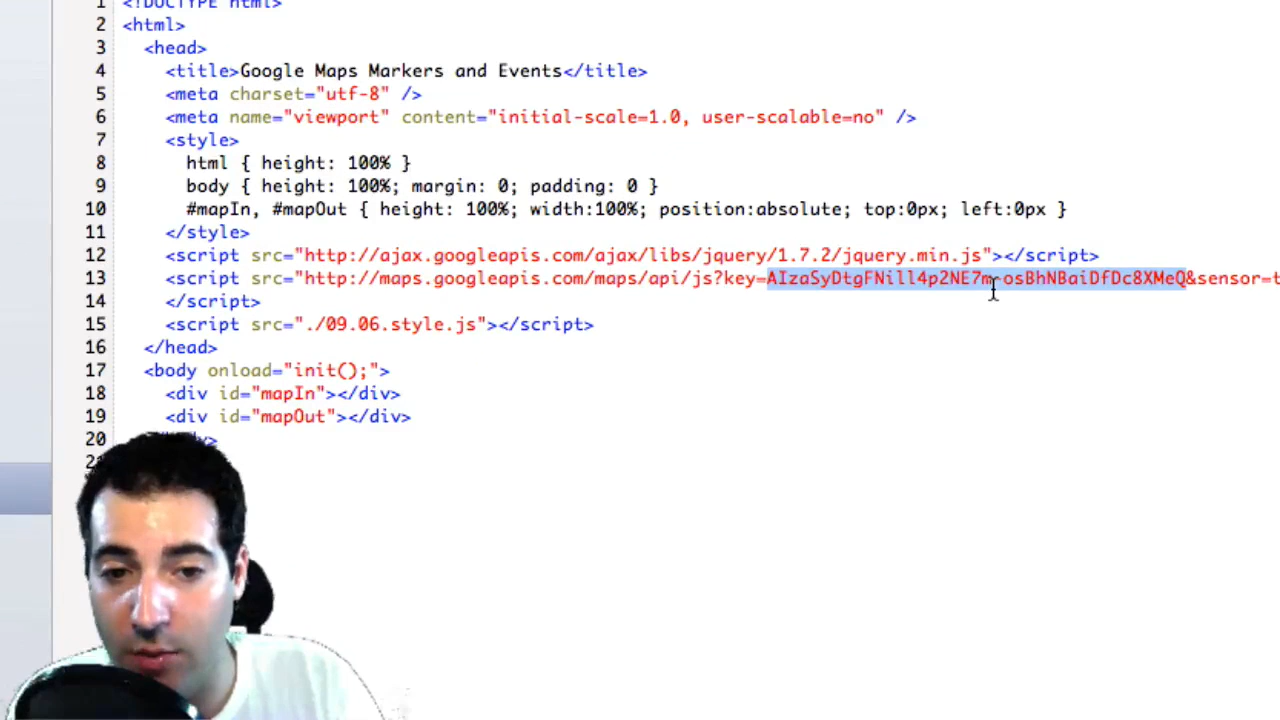 1 <!DOCTYPE html>
2 <html>
3 <head>
4 <title>Google Maps Markers and Events</title>
5 <meta charset="utf-8" />
6 <meta name="viewport" content="initial-scale=1.0, user-scalable=no" />
7 <style>
8 html { height: 100% }
9 body { height: 100%; margin: 0; padding: 0 }
10 #mapIn, #mapOut { height: 100%; width:100%; position:absolute; top:0px; left:0px }
11 </style>
12 <script src="http://ajax.googleapis.com/ajax/libs/jquery/1.7.2/jquery.min.js"></script>
13 <script src="http://maps.googleapis.com/maps/api/js?key=&sensor=t
14 </script>
15 <script src="./09.06.style.js"></script>
16 </head>
17 <body onload="init();">
18 <div id="mapIn"></div>
19 <div id="mapOut"></div>
20